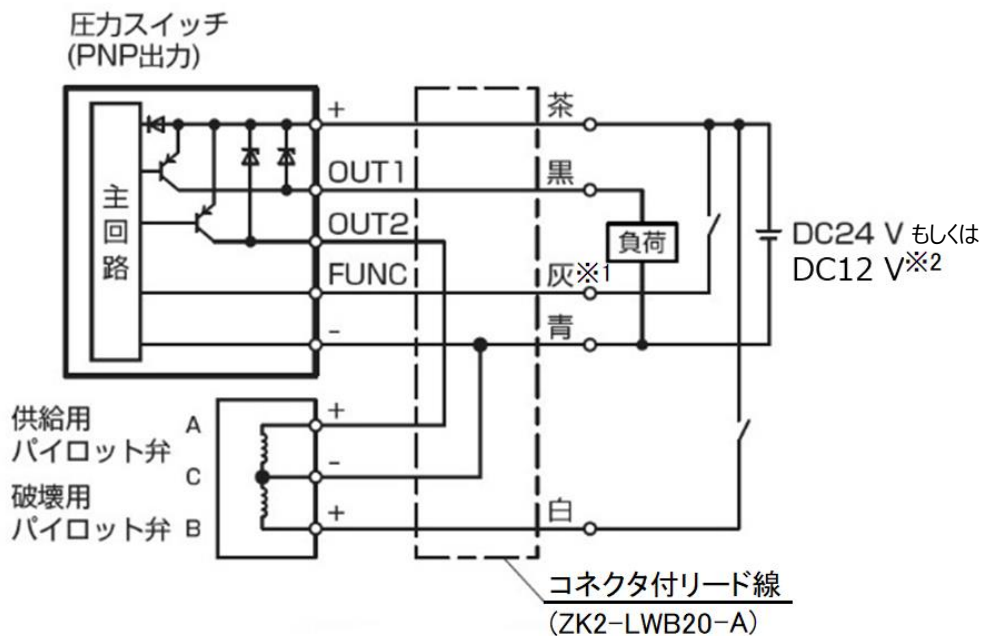 圧力スイッチ
(PNP出力)
主回路
+
OUT1
OUT2
FUNC
-
茶
黒
負荷
灰※1
青
DC24 V もしくは
DC12 V※2
供給用
パイロット弁
A
+
C
-
破壊用
パイロット弁
B
+
白
コネクタ付リード線
(ZK2-LWB20-A)